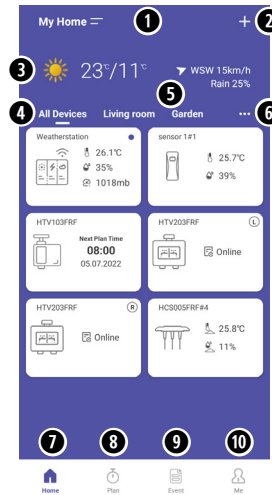 My Home 1 + 2
3 23°/11° WSW 15km/h
Rain 25%
5
4 All Devices Living room Garden ... 6
Weatherstation
26.1℃
35%
1018mb
sensor 1#1
25.7℃
39%
HTV103FRF
Next Plan Time
08:00
05.07.2022
HTV203FRF L
Online
HTV203FRF R
Online
HCS005FRF#4
25.8℃
11%
7 8 9 10
Home Plan Event Me